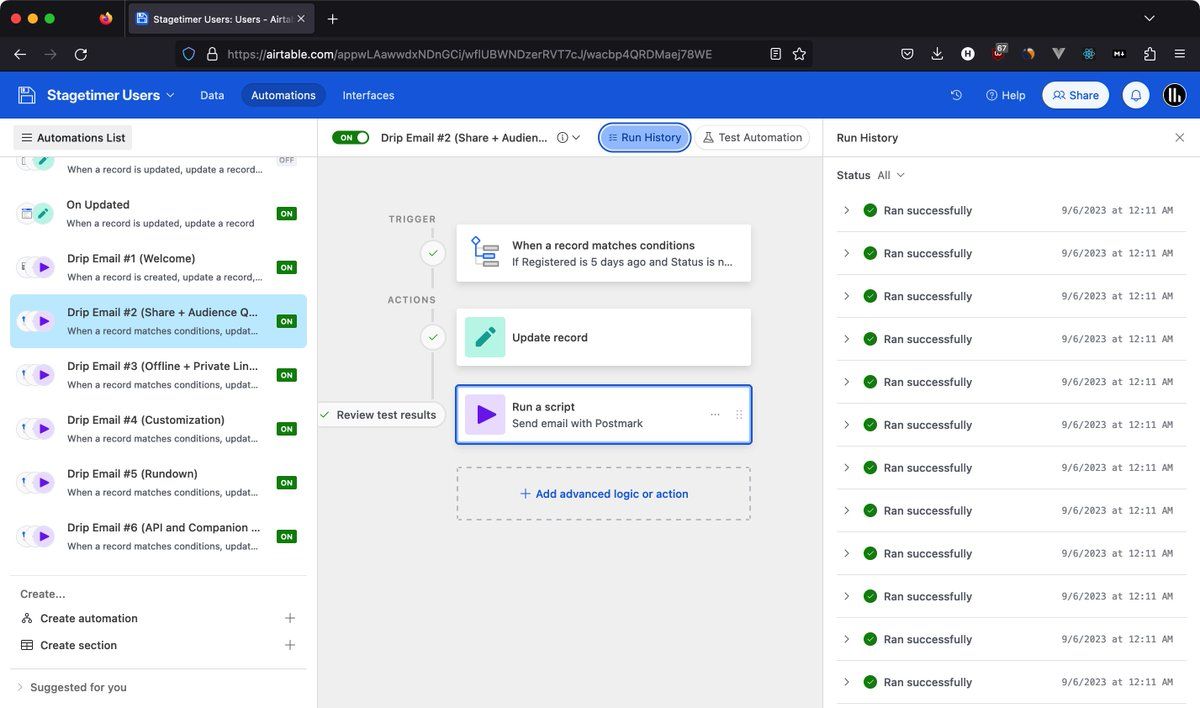 Stagetimer Users: Users - Airtal
https://airtable.com/appwLAawwdxNDnGCj/wflUBWNDzerRVT7cJ/wacbp4QRDMaej78WE
67
H
M
Stagetimer Users
Data
Automations
Interfaces
Help
Share
Automations List
ON
Drip Email #2 (Share + Audien...
Run History
Test Automation
Run History
When a record is updated, update a record...
OFF
On Updated
When a record is updated, update a record
ON
Drip Email #1 (Welcome)
When a record is created, update a record,...
ON
Drip Email #2 (Share + Audience Q...
When a record matches conditions, updat...
ON
Drip Email #3 (Offline + Private Lin...
When a record matches conditions, updat...
ON
Drip Email #4 (Customization)
When a record matches conditions, updat...
ON
Drip Email #5 (Rundown)
When a record matches conditions, updat...
ON
Drip Email #6 (API and Companion ...
When a record matches conditions, updat...
ON
Create...
Create automation
Create section
Suggested for you
TRIGGER
When a record matches conditions
If Registered is 5 days ago and Status is n...
ACTIONS
Update record
Review test results
Run a script
Send email with Postmark
Add advanced logic or action
Status All
Ran successfully 9/6/2023 at 12:11 AM
Ran successfully 9/6/2023 at 12:11 AM
Ran successfully 9/6/2023 at 12:11 AM
Ran successfully 9/6/2023 at 12:11 AM
Ran successfully 9/6/2023 at 12:11 AM
Ran successfully 9/6/2023 at 12:11 AM
Ran successfully 9/6/2023 at 12:11 AM
Ran successfully 9/6/2023 at 12:11 AM
Ran successfully 9/6/2023 at 12:11 AM
Ran successfully 9/6/2023 at 12:11 AM
Ran successfully 9/6/2023 at 12:11 AM
Ran successfully 9/6/2023 at 12:11 AM